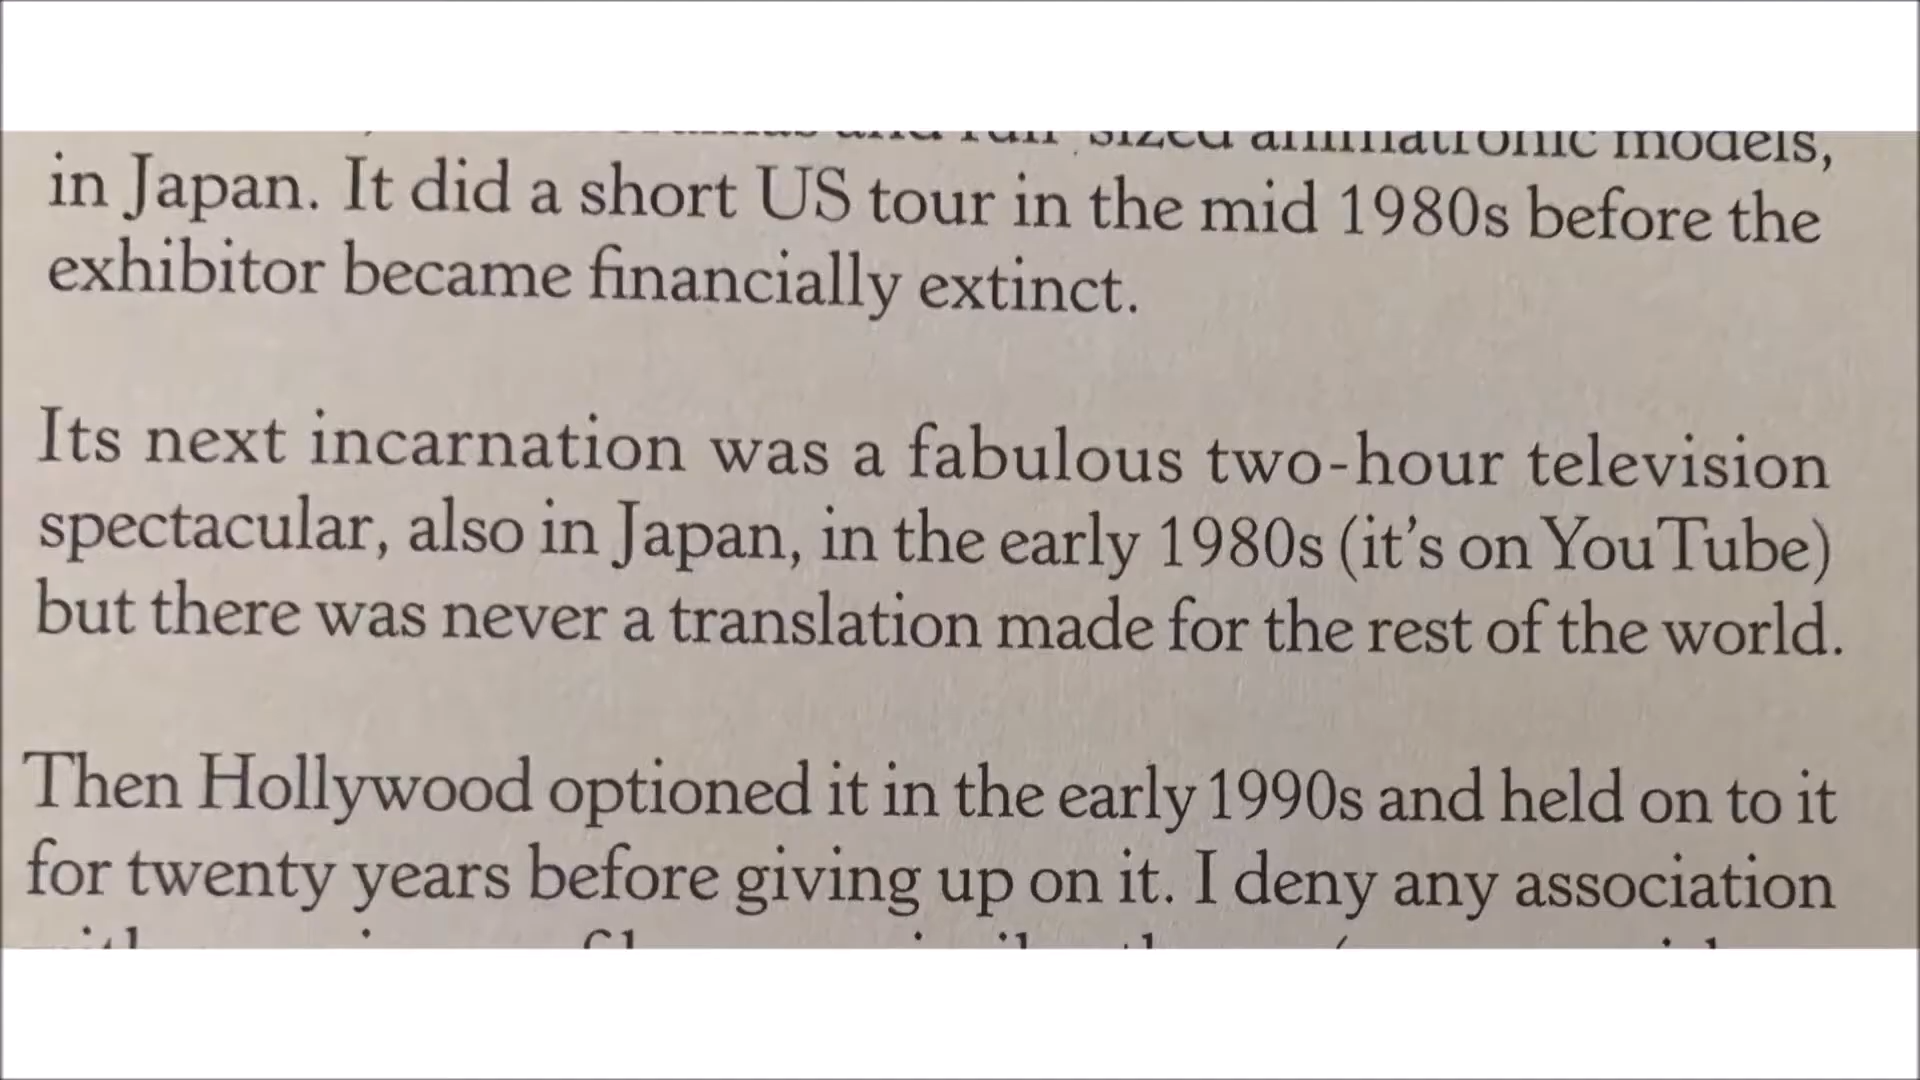 sized animatronic models,
in Japan. It did a short US tour in the mid 1980s before the
exhibitor became financially extinct.
Its next incarnation was a fabulous two-hour television
spectacular, also in Japan, in the early 1980s (it’s on YouTube)
but there was never a translation made for the rest of the world.
Then Hollywood optioned it in the early 1990s and held on to it
for twenty years before giving up on it. I deny any association